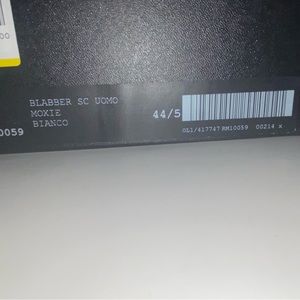 BLABBER SC UOMO
MOXIE
BIANCO
44/5
0059
OL1/417747 RM10059 00214 x